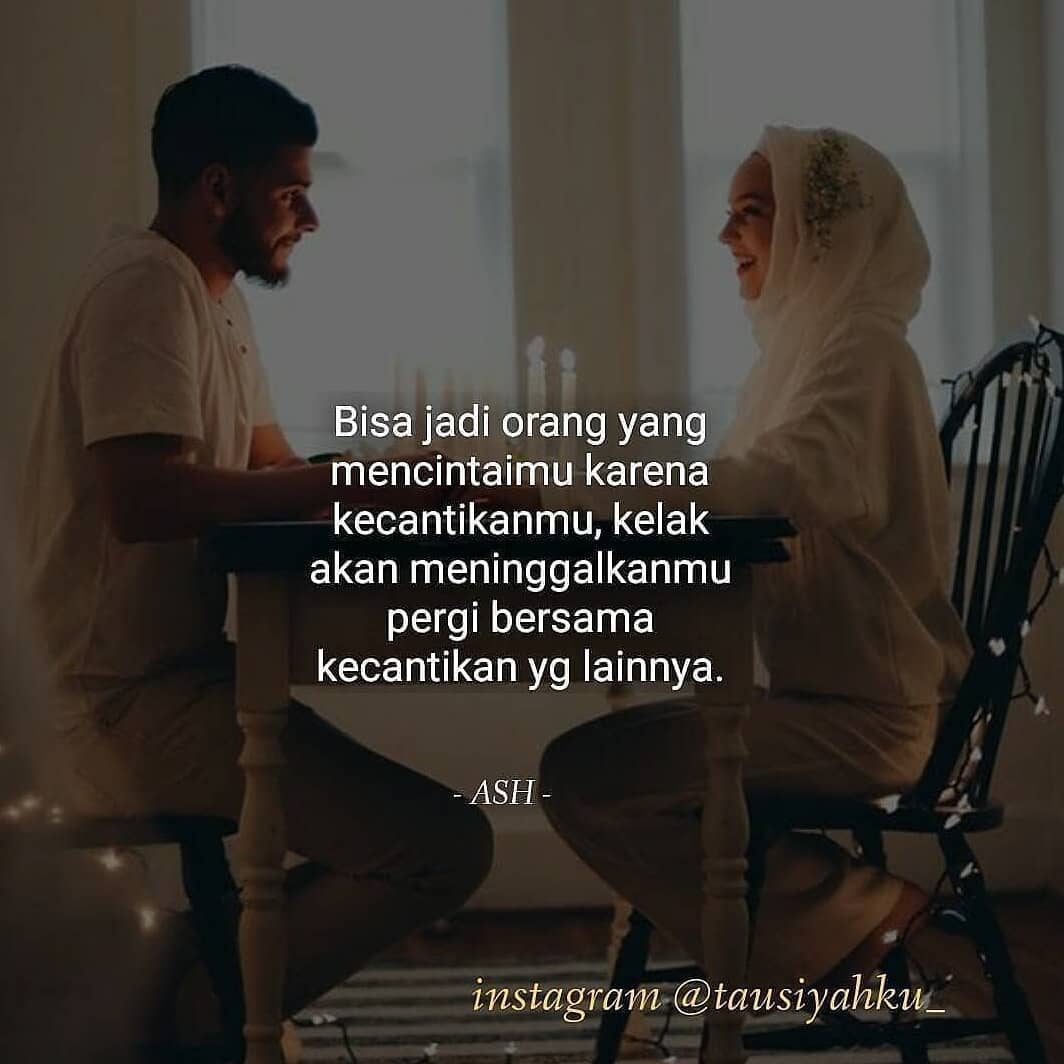 Bisa jadi orang yang
mencintaimu karena
kecantikanmu, kelak
akan meninggalkanmu
pergi bersama
kecantikan yg lainnya.
- ASH -
instagram @tausiyahku_